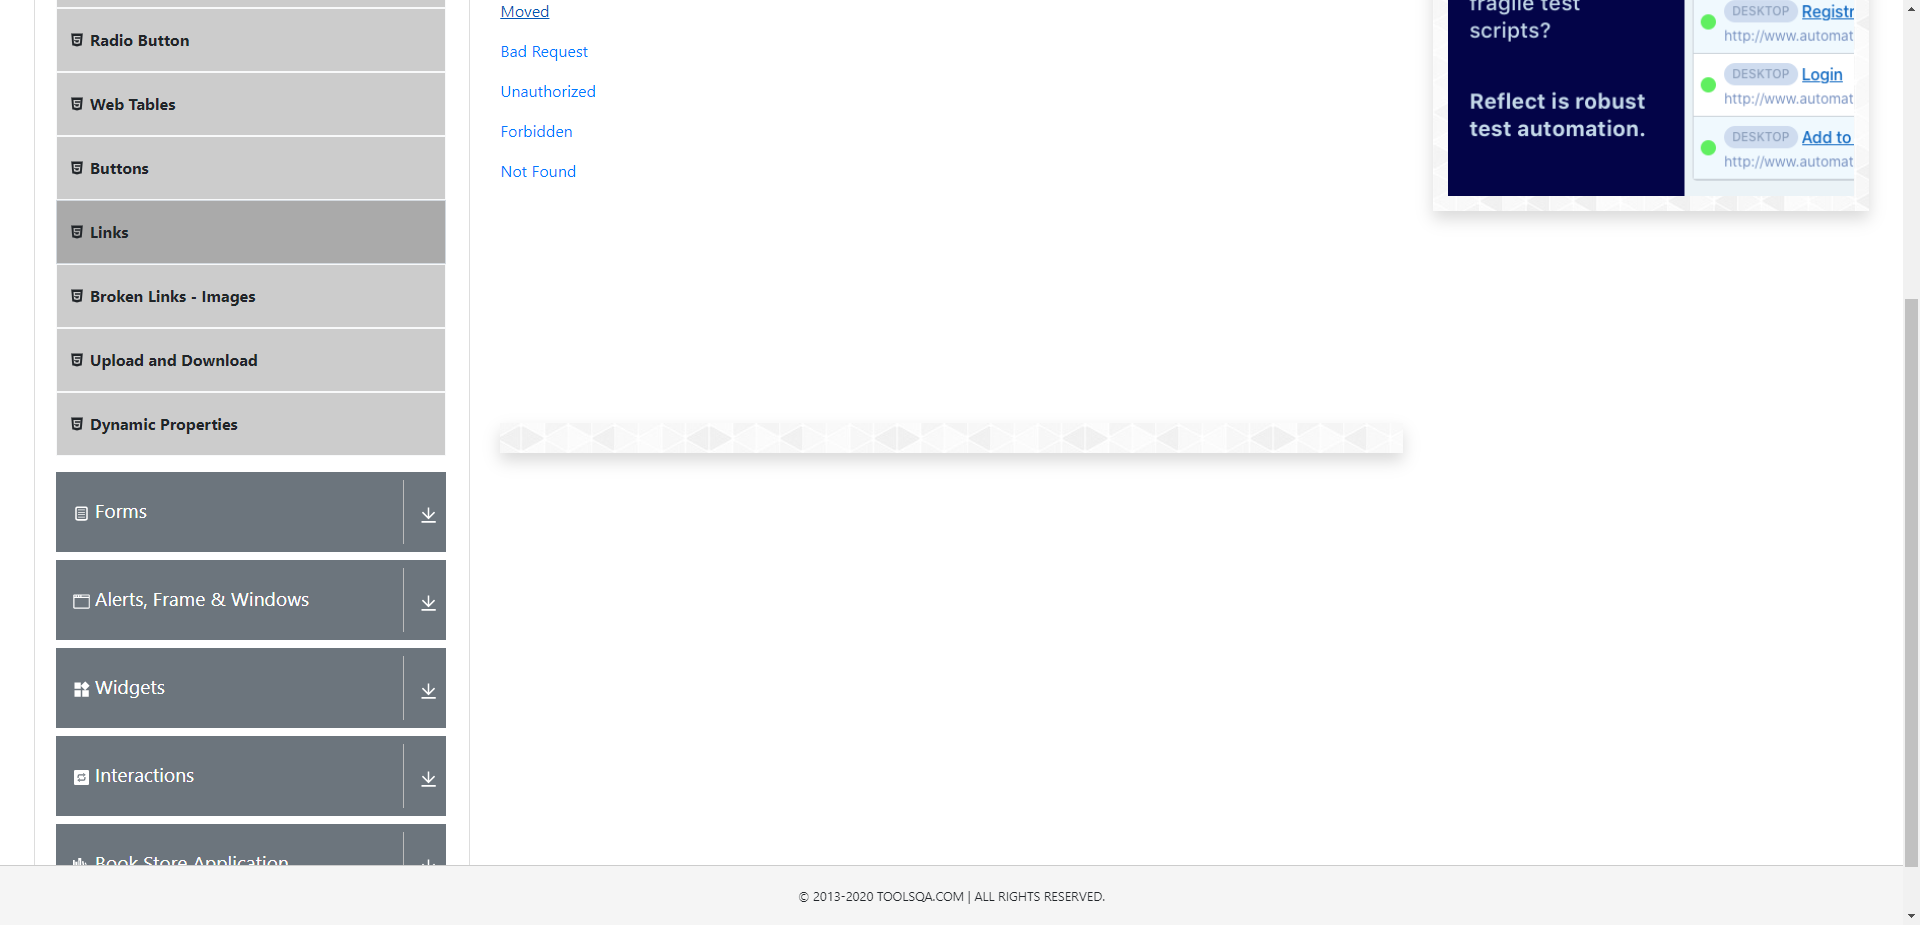 Radio Button
Web Tables
Buttons
Links
Broken Links - Images
Upload and Download
Dynamic Properties
Forms
Alerts, Frame & Windows
Widgets
Interactions
Book Store Application
Moved
Bad Request
Unauthorized
Forbidden
Not Found
fragile test
scripts?
Reflect is robust
test automation.
DESKTOP Registr
http://www.automat
DESKTOP Login
http://www.automat
DESKTOP Add to
http://www.automat
© 2013-2020 TOOLSQA.COM | ALL RIGHTS RESERVED.